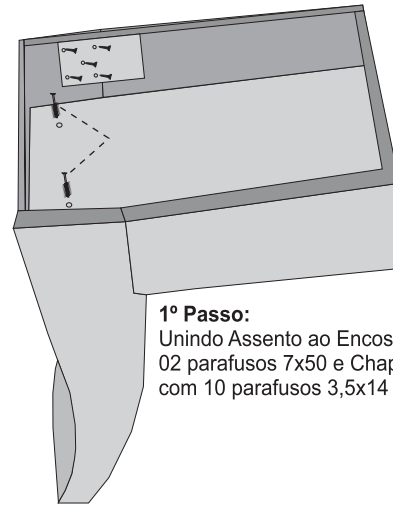 1º Passo:
Unindo Assento ao Encos
02 parafusos 7x50 e Chap
com 10 parafusos 3,5x14